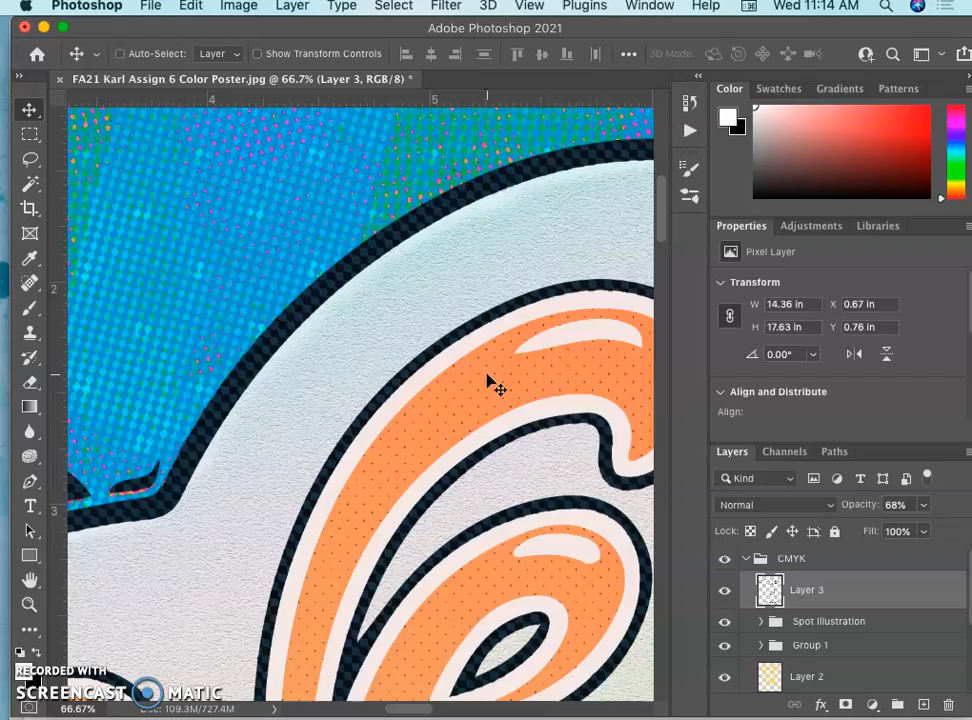 Photoshop File Edit Image Layer Type Select Filter 3D View Plugins Window Help Wed 11:14 AM
Adobe Photoshop 2021
Auto-Select: Layer Show Transform Controls 3D Mode:
FA21 Karl Assign 6 Color Poster.jpg @ 66.7% (Layer 3, RGB/8) *
4 5
2
3
Color Swatches Gradients Patterns
Properties Adjustments Libraries
Pixel Layer
Transform
W 14.36 in X 0.67 in
H 17.63 in Y 0.76 in
0.00°
Align and Distribute
Align:
Layers Channels Paths
Kind
Normal Opacity: 68%
Lock: Fill: 100%
CMYK
Layer 3
Spot Illustration
Group 1
Layer 2
RECORDED WITH
SCREENCAST MATIC
66.67% Doc: 109.3M/727.4M